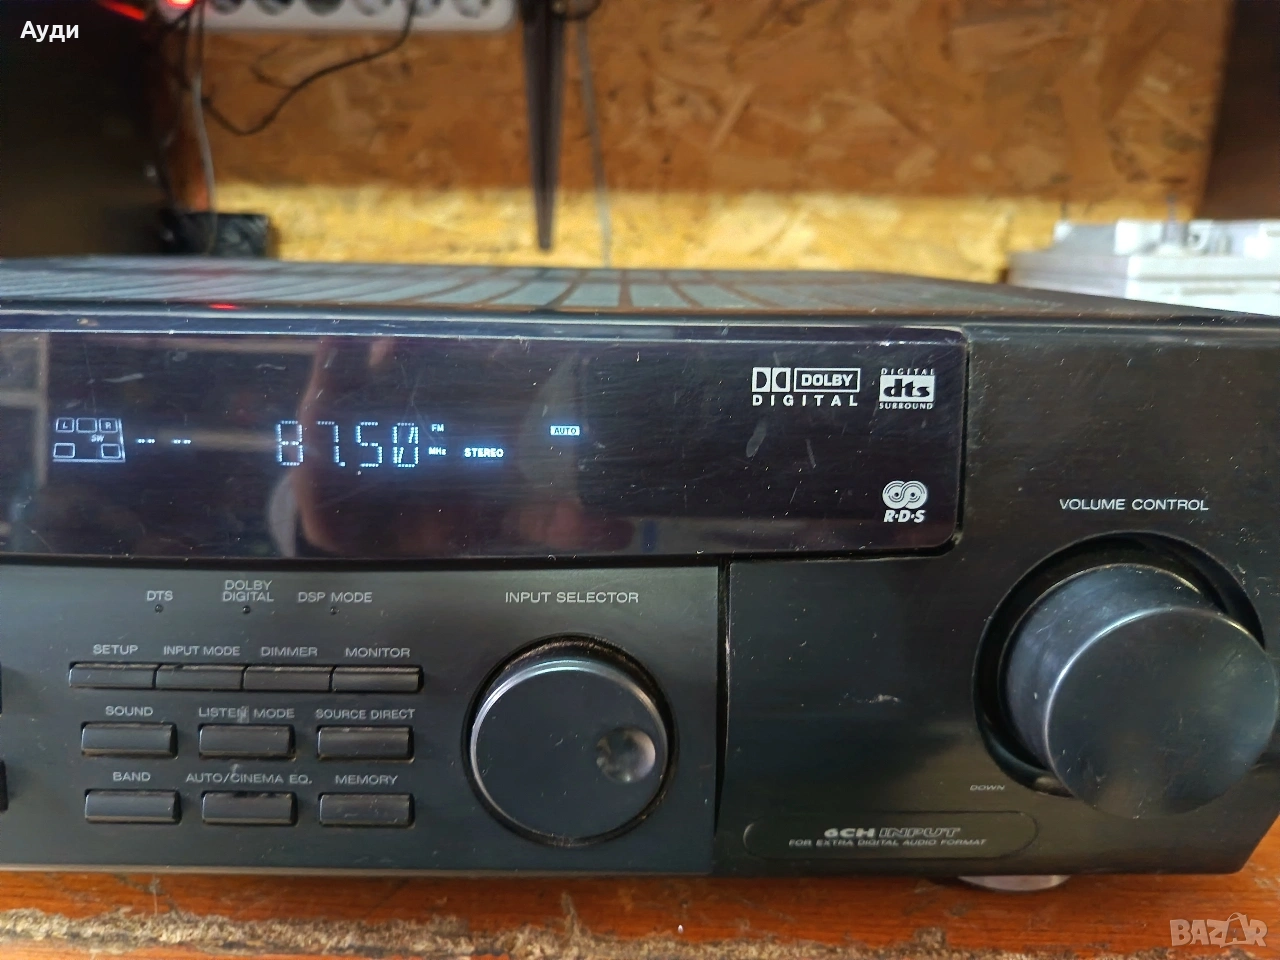 Ауди
DOLBY
DIGITAL
DIGITAL
dts
SURROUND
L R
SW
-- --
87.50
FM
MHz
STEREO
AUTO
R·D·S
VOLUME CONTROL
DTS
DOLBY
DIGITAL
DSP MODE
INPUT SELECTOR
SETUP
INPUT MODE
DIMMER
MONITOR
SOUND
LISTEN MODE
SOURCE DIRECT
BAND
AUTO/CINEMA EQ.
MEMORY
DOWN
6CH INPUT
FOR EXTRA DIGITAL AUDIO FORMAT
BAZAR